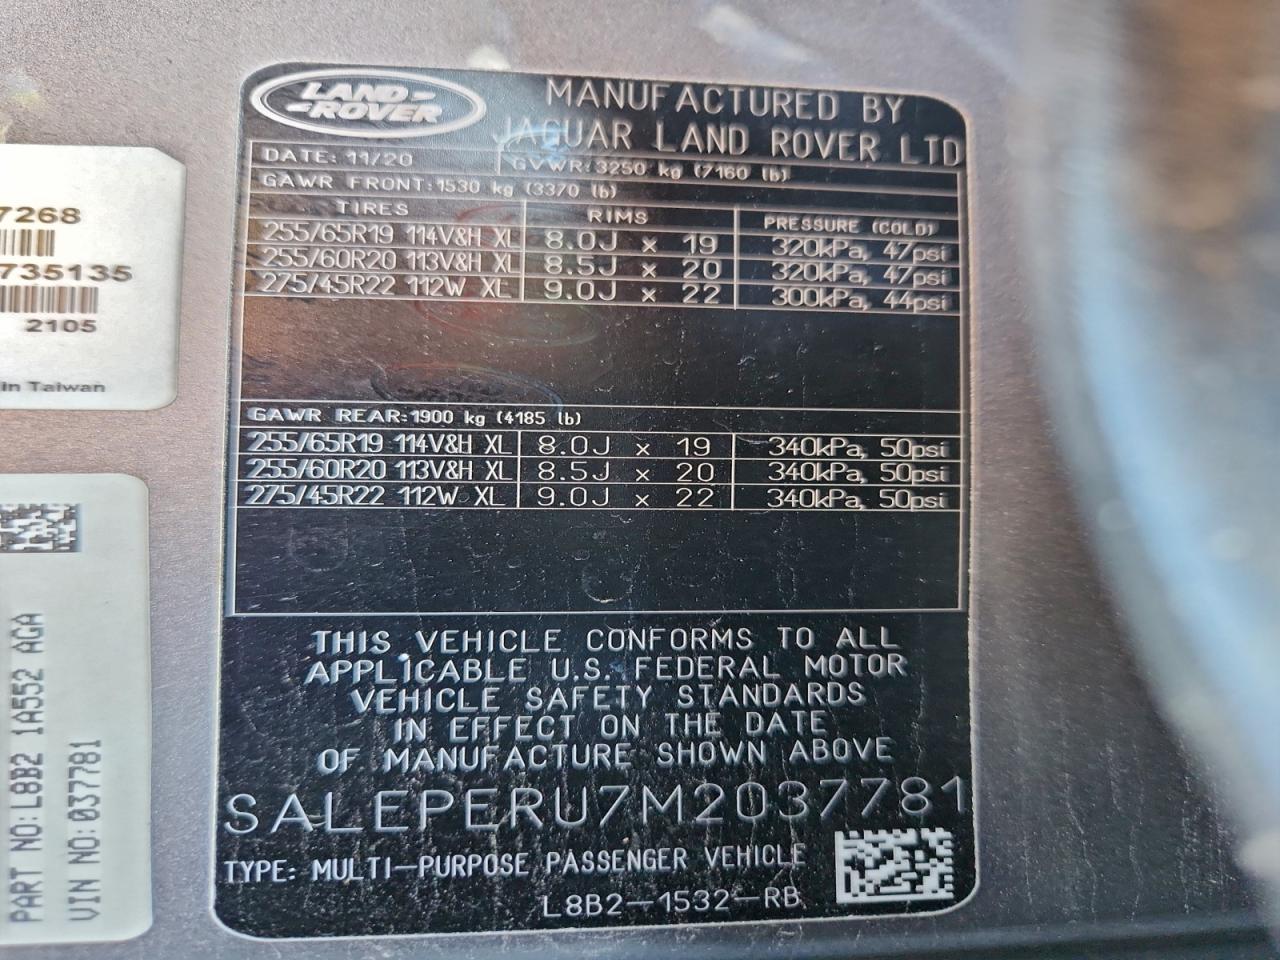 LAND ROVER
MANUFACTURED BY
JAGUAR LAND ROVER LTD
DATE: 11/20 GVWR: 3250 kg (7160 lb)
GAWR FRONT: 1530 kg (3370 lb)
TIRES RIMS PRESSURE (COLD)
255/65R19 114V&H XL 8.0J x 19 320kPa, 47psi
255/60R20 113V&H XL 8.5J x 20 320kPa, 47psi
275/45R22 112W XL 9.0J x 22 300kPa, 44psi
GAWR REAR: 1900 kg (4185 lb)
255/65R19 114V&H XL 8.0J x 19 340kPa, 50psi
255/60R20 113V&H XL 8.5J x 20 340kPa, 50psi
275/45R22 112W XL 9.0J x 22 340kPa, 50psi
THIS VEHICLE CONFORMS TO ALL
APPLICABLE U.S. FEDERAL MOTOR
VEHICLE SAFETY STANDARDS
IN EFFECT ON THE DATE
OF MANUFACTURE SHOWN ABOVE
SALEPERU7M2037781
TYPE: MULTI-PURPOSE PASSENGER VEHICLE
L8B2-1532-RB
7268
735135
2105
in Taiwan
PART NO:L8B2 1A552 AGA
VIN NO:037781